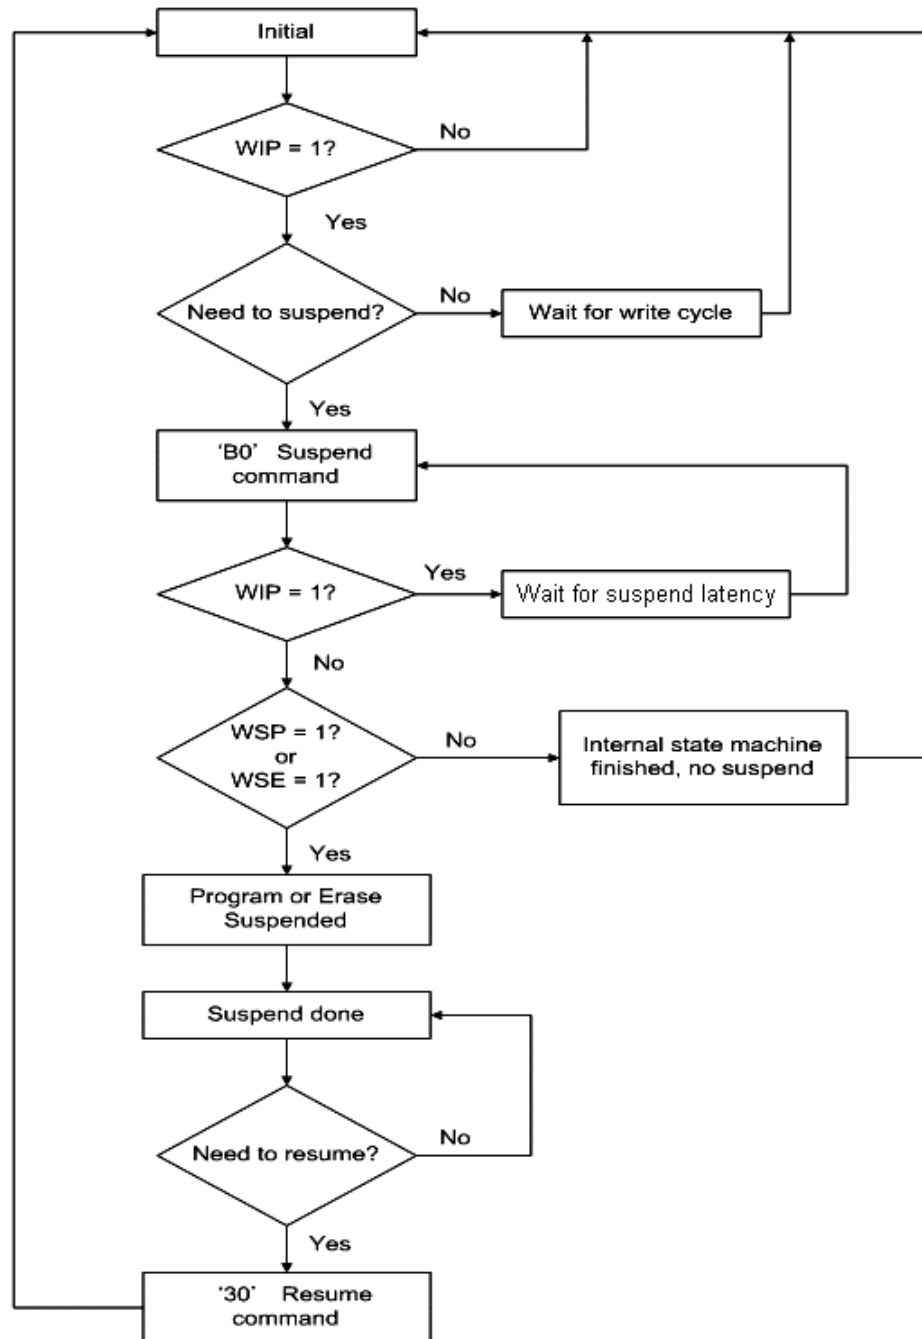 Initial
WIP = 1?
No
Yes
Need to suspend?
No
Wait for write cycle
Yes
‘B0’ Suspend
command
WIP = 1?
Yes
Wait for suspend latency
No
WSP = 1?
or
WSE = 1?
No
Internal state machine
finished, no suspend
Yes
Program or Erase
Suspended
Suspend done
Need to resume?
No
Yes
‘30’ Resume
command